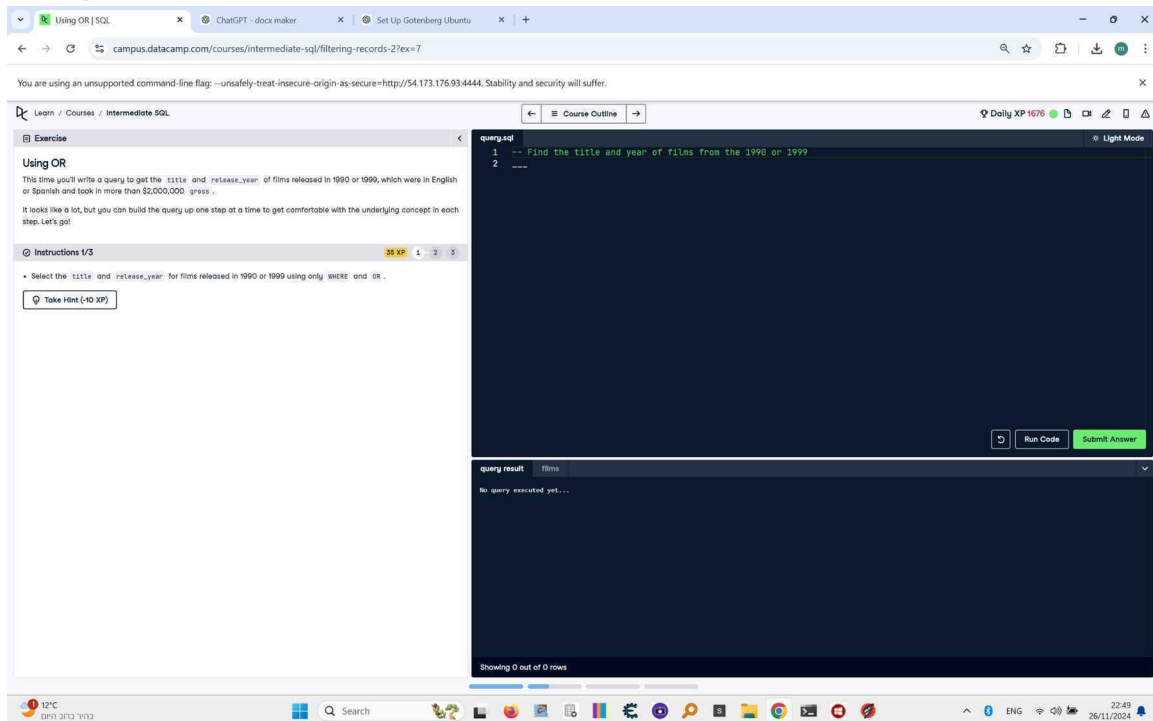 Using OR | SQL
ChatGPT - docx maker
Set Up Gotenberg Ubuntu
campus.datacamp.com/courses/intermediate-sql/filtering-records-2?ex=7
m
You are using an unsupported command-line flag: --unsafely-treat-insecure-origin-as-secure=http://54.173.176.93:4444. Stability and security will suffer.
Learn / Courses / Intermediate SQL
Course Outline
Daily XP 1676
Exercise
Using OR
This time you'll write a query to get the title and release_year of films released in 1990 or 1999, which were in English
or Spanish and took in more than $2,000,000 gross .
It looks like a lot, but you can build the query up one step at a time to get comfortable with the underlying concept in each
step. Let's go!
Instructions 1/3
35 XP 1 2 3
• Select the title and release_year for films released in 1990 or 1999 using only WHERE and OR .
Take Hint (-10 XP)
query.sql
Light Mode
1 -- Find the title and year of films from the 1990 or 1999
2 ___
Run Code
Submit Answer
query result
films
No query executed yet...
Showing 0 out of 0 rows
1
12°C
בהיר ברוב היום
Search
ENG
22:49
26/11/2024